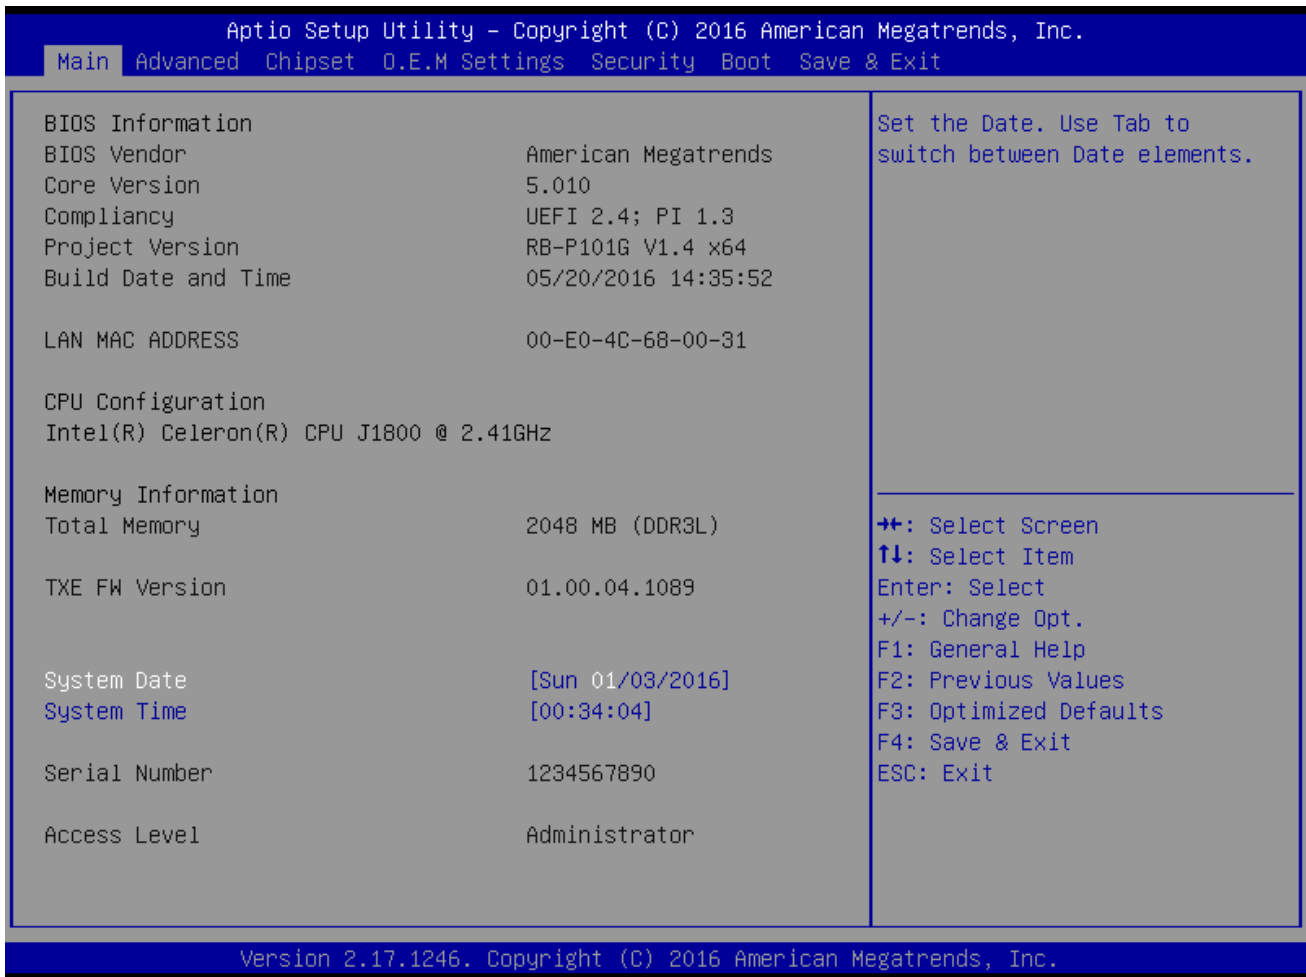 Aptio Setup Utility – Copyright (C) 2016 American Megatrends, Inc.
Main Advanced Chipset O.E.M Settings Security Boot Save & Exit
BIOS Information
BIOS Vendor American Megatrends
Core Version 5.010
Compliancy UEFI 2.4; PI 1.3
Project Version RB-P101G V1.4 x64
Build Date and Time 05/20/2016 14:35:52
LAN MAC ADDRESS 00-E0-4C-68-00-31
CPU Configuration
Intel(R) Celeron(R) CPU J1800 @ 2.41GHz
Memory Information
Total Memory 2048 MB (DDR3L)
TXE FW Version 01.00.04.1089
System Date [Sun 01/03/2016]
System Time [00:34:04]
Serial Number 1234567890
Access Level Administrator
Set the Date. Use Tab to
switch between Date elements.
→←: Select Screen
↑↓: Select Item
Enter: Select
+/-: Change Opt.
F1: General Help
F2: Previous Values
F3: Optimized Defaults
F4: Save & Exit
ESC: Exit
Version 2.17.1246. Copyright (C) 2016 American Megatrends, Inc.